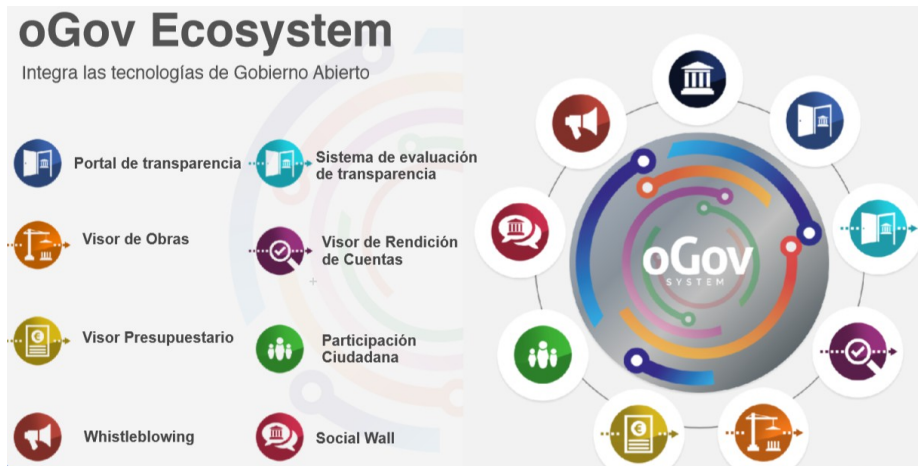 oGov Ecosystem
Integra las tecnologías de Gobierno Abierto
Portal de transparencia
Sistema de evaluación
de transparencia
Visor de Obras
Visor de Rendición
de Cuentas
Visor Presupuestario
Participación
Ciudadana
Whistleblowing
Social Wall
oGov
SYSTEM